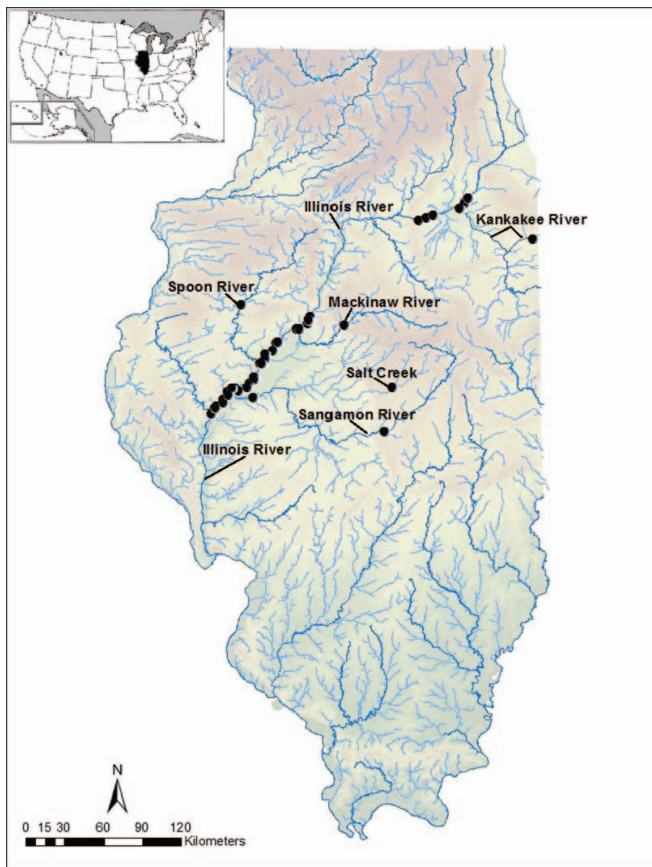 Illinois River
Kankakee River
Spoon River
Mackinaw River
Salt Creek
Sangamon River
Illinois River
N
0 15 30 60 90 120
Kilometers